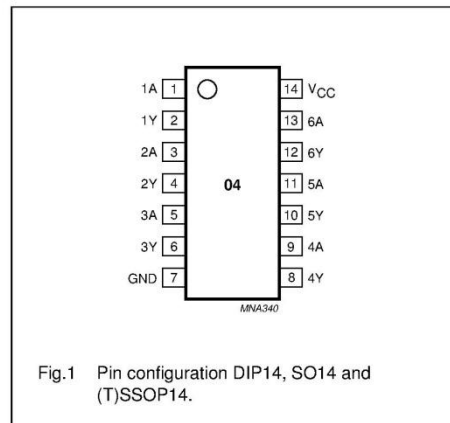 1A 1 14 VCC
1Y 2 13 6A
2A 3 12 6Y
2Y 4 04 11 5A
3A 5 10 5Y
3Y 6 9 4A
GND 7 8 4Y
MNA340
Fig.1 Pin configuration DIP14, SO14 and
(T)SSOP14.